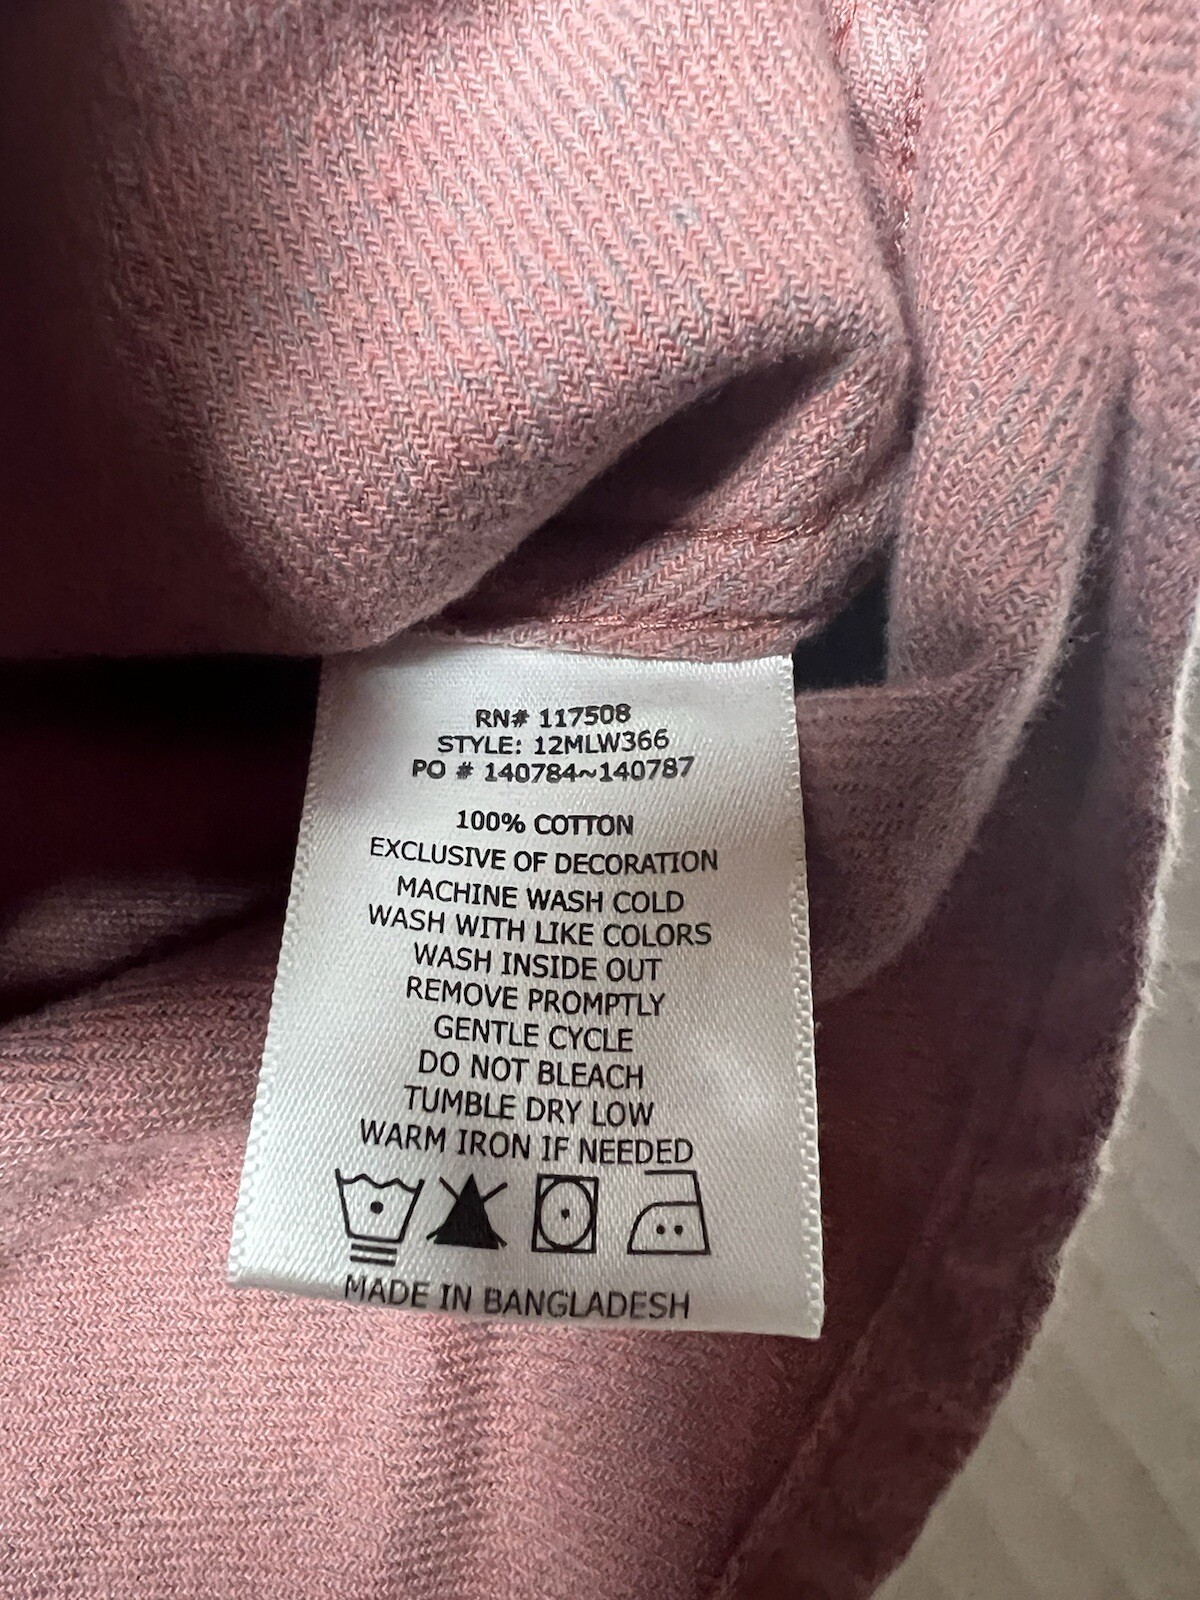 RN# 117508
STYLE: 12MLW366
PO # 140784~140787
100% COTTON
EXCLUSIVE OF DECORATION
MACHINE WASH COLD
WASH WITH LIKE COLORS
WASH INSIDE OUT
REMOVE PROMPTLY
GENTLE CYCLE
DO NOT BLEACH
TUMBLE DRY LOW
WARM IRON IF NEEDED
MADE IN BANGLADESH